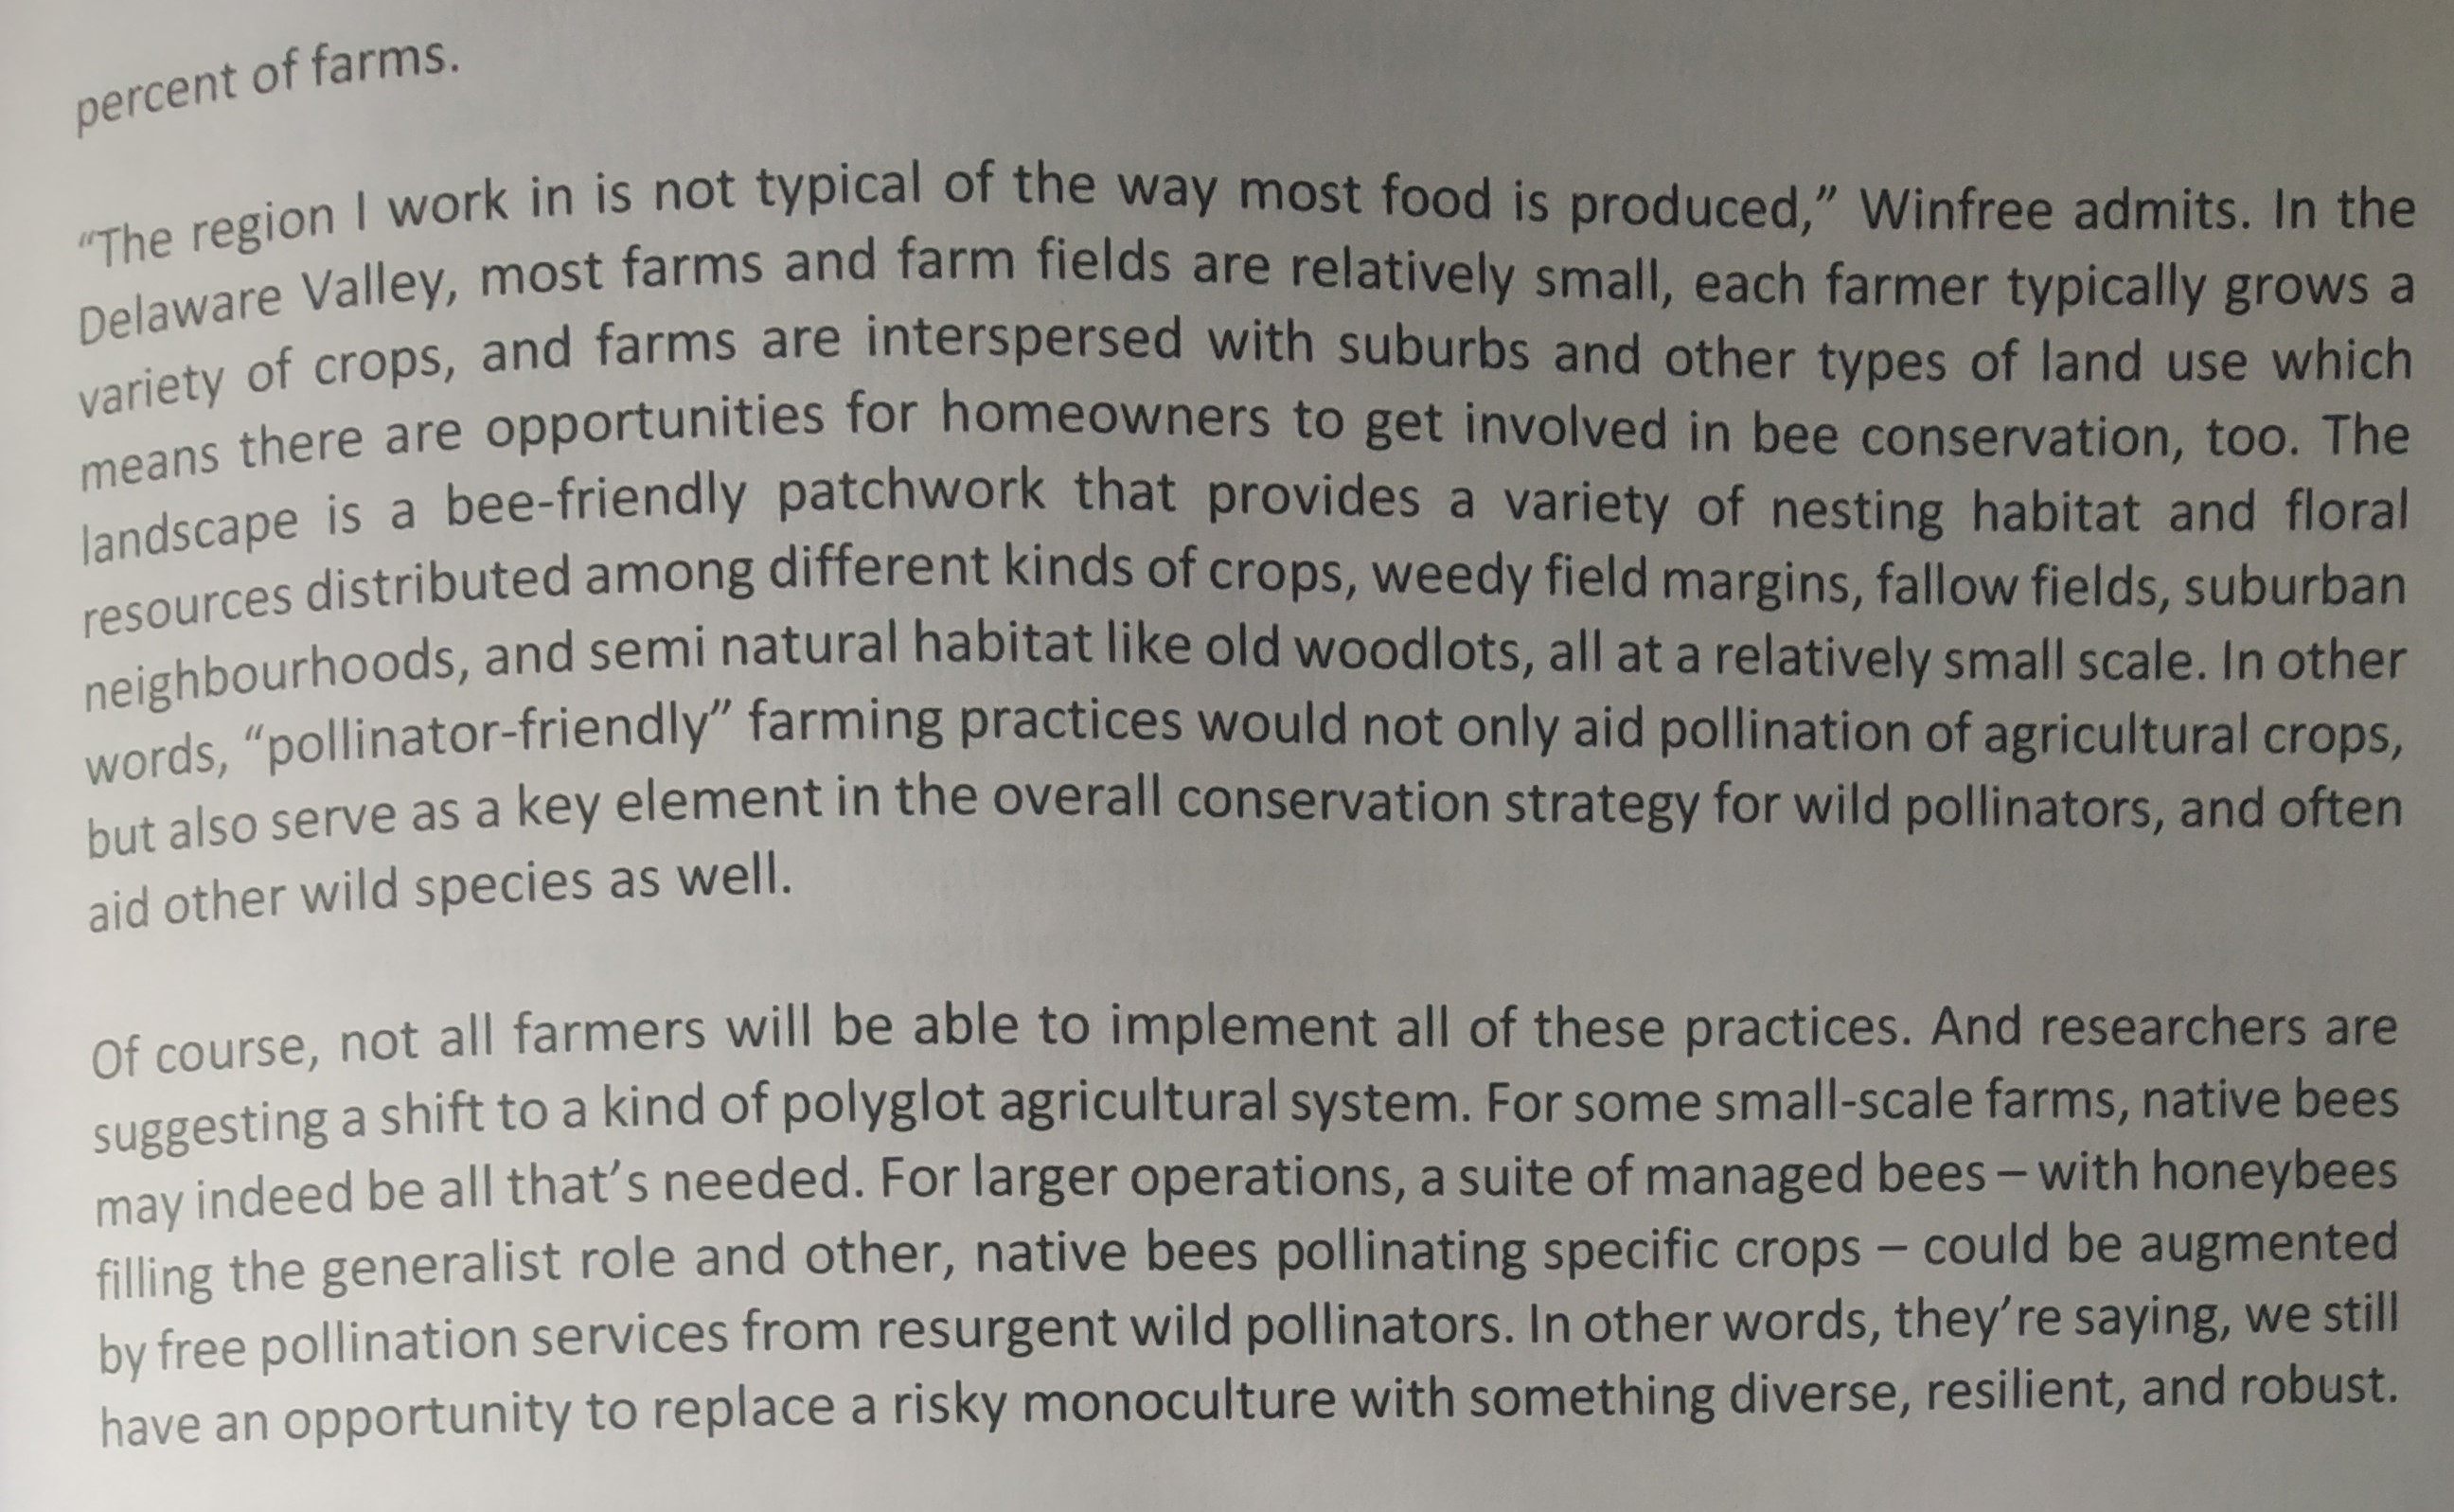 percent of farms.
“The region I work in is not typical of the way most food is produced,” Winfree admits. In the
Delaware Valley, most farms and farm fields are relatively small, each farmer typically grows a
variety of crops, and farms are interspersed with suburbs and other types of land use which
means there are opportunities for homeowners to get involved in bee conservation, too. The
landscape is a bee-friendly patchwork that provides a variety of nesting habitat and floral
resources distributed among different kinds of crops, weedy field margins, fallow fields, suburban
neighbourhoods, and semi natural habitat like old woodlots, all at a relatively small scale. In other
words, “pollinator-friendly” farming practices would not only aid pollination of agricultural crops,
but also serve as a key element in the overall conservation strategy for wild pollinators, and often
aid other wild species as well.
Of course, not all farmers will be able to implement all of these practices. And researchers are
suggesting a shift to a kind of polyglot agricultural system. For some small-scale farms, native bees
may indeed be all that’s needed. For larger operations, a suite of managed bees – with honeybees
filling the generalist role and other, native bees pollinating specific crops – could be augmented
by free pollination services from resurgent wild pollinators. In other words, they’re saying, we still
have an opportunity to replace a risky monoculture with something diverse, resilient, and robust.